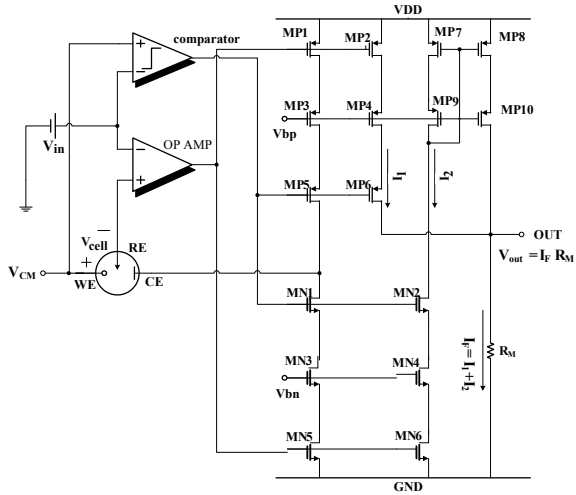 VDD
MP1
MP2
MP7
MP8
comparator
MP3
MP4
MP9
MP10
Vbp
Vin
OP AMP
I1
I2
MP5
MP6
OUT
Vout = IF RM
Vcell
RE
VCM
WE
CE
MN1
MN2
IF=I1+I2
RM
MN3
MN4
Vbn
MN5
MN6
GND